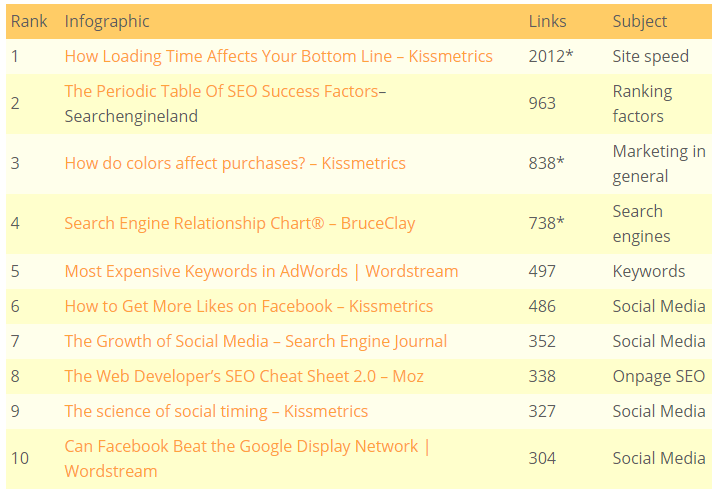 Rank Infographic Links Subject
1 How Loading Time Affects Your Bottom Line – Kissmetrics 2012* Site speed
2 The Periodic Table Of SEO Success Factors– Searchengineland 963 Ranking factors
3 How do colors affect purchases? – Kissmetrics 838* Marketing in general
4 Search Engine Relationship Chart® – BruceClay 738* Search engines
5 Most Expensive Keywords in AdWords | Wordstream 497 Keywords
6 How to Get More Likes on Facebook – Kissmetrics 486 Social Media
7 The Growth of Social Media – Search Engine Journal 352 Social Media
8 The Web Developer’s SEO Cheat Sheet 2.0 – Moz 338 Onpage SEO
9 The science of social timing – Kissmetrics 327 Social Media
10 Can Facebook Beat the Google Display Network | Wordstream 304 Social Media